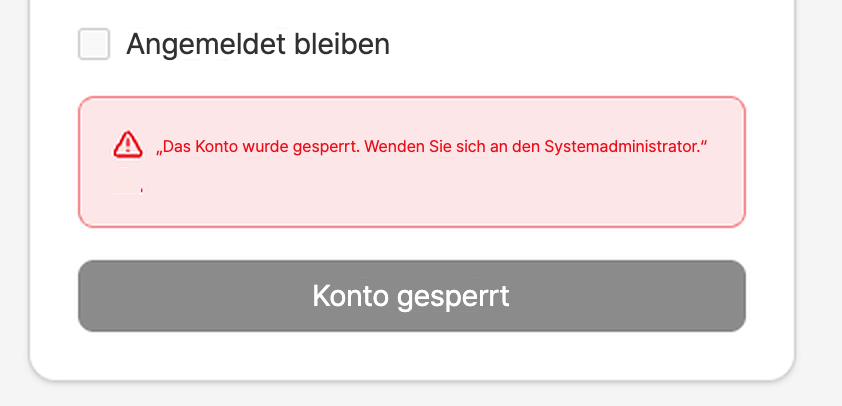 Angemeldet bleiben
„Das Konto wurde gesperrt. Wenden Sie sich an den Systemadministrator.“
Konto gesperrt